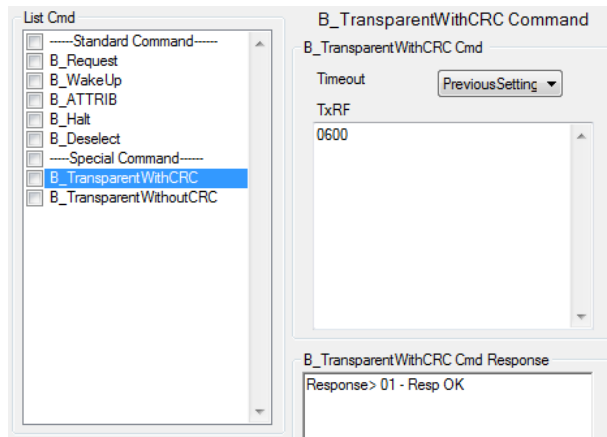 List Cmd
------Standard Command------
B_Request
B_WakeUp
B_ATTRIB
B_Halt
B_Deselect
-----Special Command------
B_TransparentWithCRC
B_TransparentWithoutCRC
B_TransparentWithCRC Command
B_TransparentWithCRC Cmd
Timeout
PreviousSetting
TxRF
0600
B_TransparentWithCRC Cmd Response
Response> 01 - Resp OK